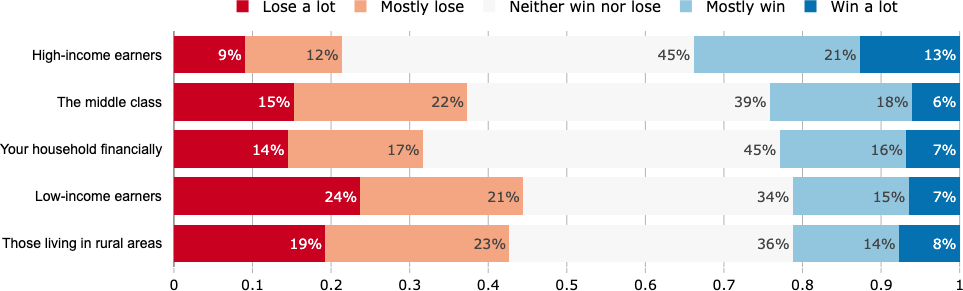 Lose a lot Mostly lose Neither win nor lose Mostly win Win a lot
High-income earners 9% 12% 45% 21% 13%
The middle class 15% 22% 39% 18% 6%
Your household financially 14% 17% 45% 16% 7%
Low-income earners 24% 21% 34% 15% 7%
Those living in rural areas 19% 23% 36% 14% 8%
0 0.1 0.2 0.3 0.4 0.5 0.6 0.7 0.8 0.9 1